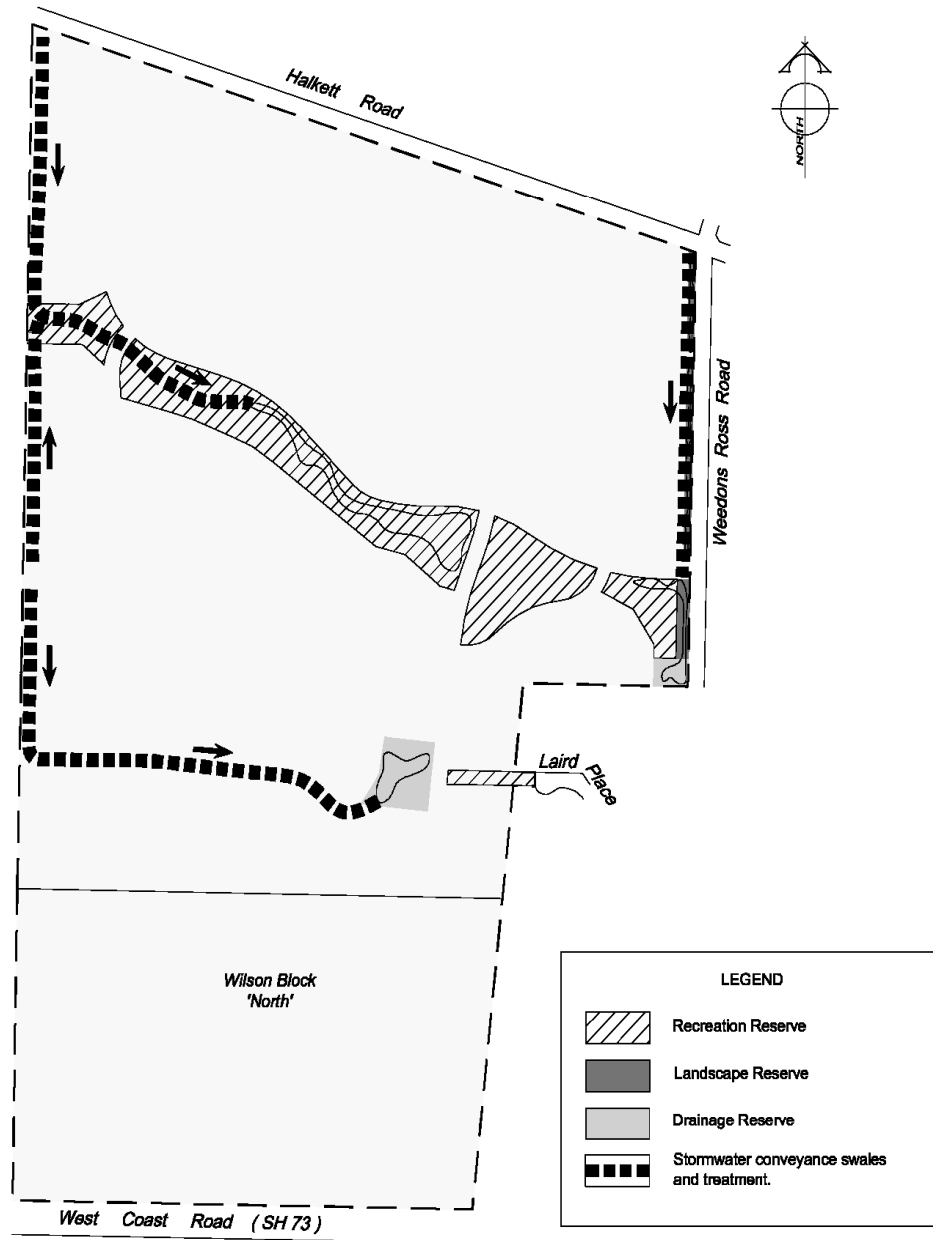 Halkett Road
NORTH
Weedons Ross Road
Laird Place
Wilson Block
'North'
LEGEND
Recreation Reserve
Landscape Reserve
Drainage Reserve
Stormwater conveyance swales
and treatment.
West Coast Road ( SH 73 )